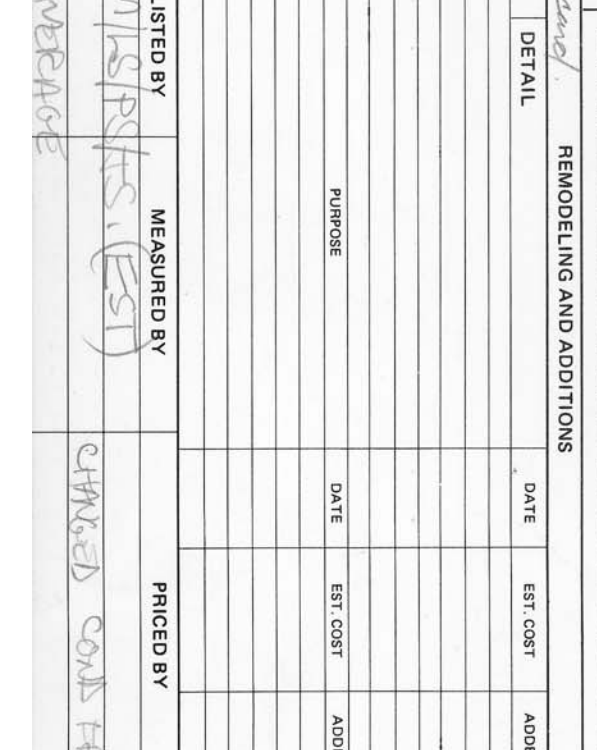 REMODELING AND ADDITIONS
DETAIL DATE EST. COST
PURPOSE DATE EST. COST
LISTED BY MEASURED BY PRICED BY
(EST)
CHANGED COND